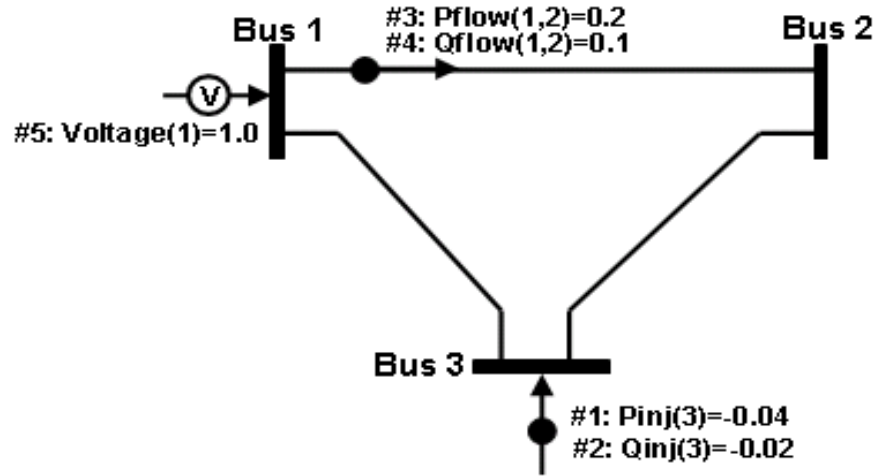 #3: Pflow(1,2)=0.2
Bus 1
#4: Qflow(1,2)=0.1
Bus 2
V
#5: Voltage(1)=1.0
Bus 3
#1: Pinj(3)=-0.04
#2: Qinj(3)=-0.02